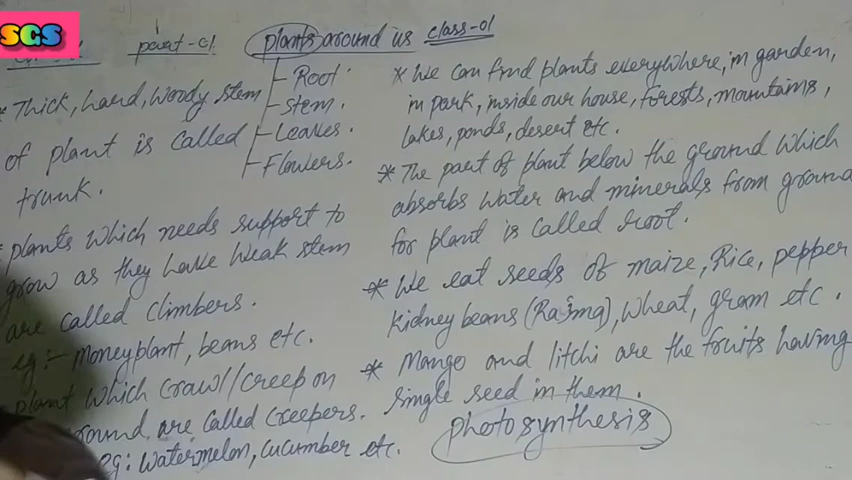 SGS
part-01
plants around us class-01
Root.
Stem.
Leaves.
Flowers.
* Thick, hard, woody stem
of plant is called
trunk.
* plants which needs support to
grow as they have weak stem
are called climbers.
eg:- Moneyplant, beans etc.
plant which crawl/creep on
ground are called creepers.
eg: Watermelon, cucumber etc.
* We can find plants everywhere, in garden,
in park, inside our house, forests, mountains,
lakes, ponds, desert etc.
* The part of plant below the ground which
absorbs water and minerals from ground
for plant is called root.
* We eat seeds of maize, Rice, pepper
kidney beans (Rajma), wheat, gram etc.
* Mango and litchi are the fruits having
single seed in them.
photosynthesis